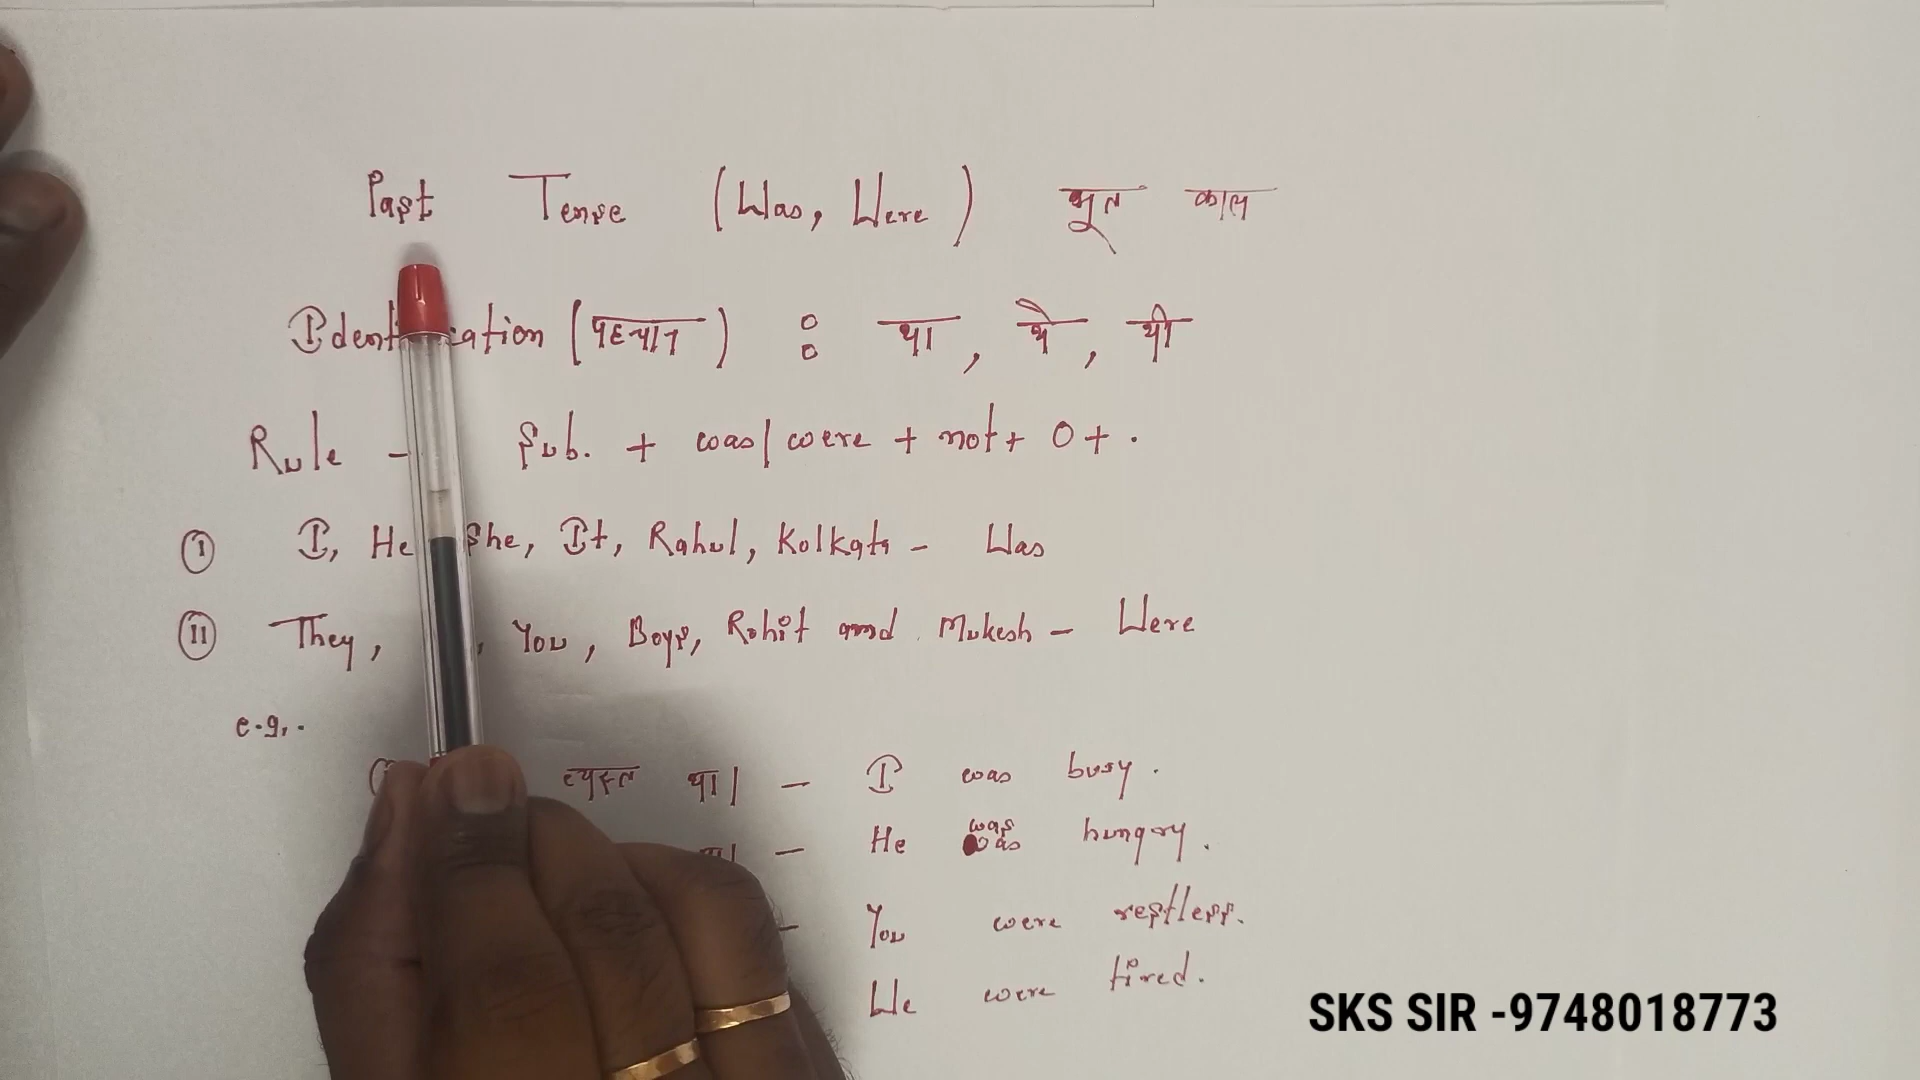 Past Tense (Was, Were) भूत काल
Identification (पहचान) : था, थे, थी
Rule - Sub. + was/were + not + O + .
(I) I, He, She, It, Rahul, Kolkata - Was
(II) They, , You, Boys, Rohit and Mukesh - Were
e.g.-
व्यस्त था। - I was busy.
था। - He was was hungry.
- You were restless.
We were tired.
SKS SIR -9748018773